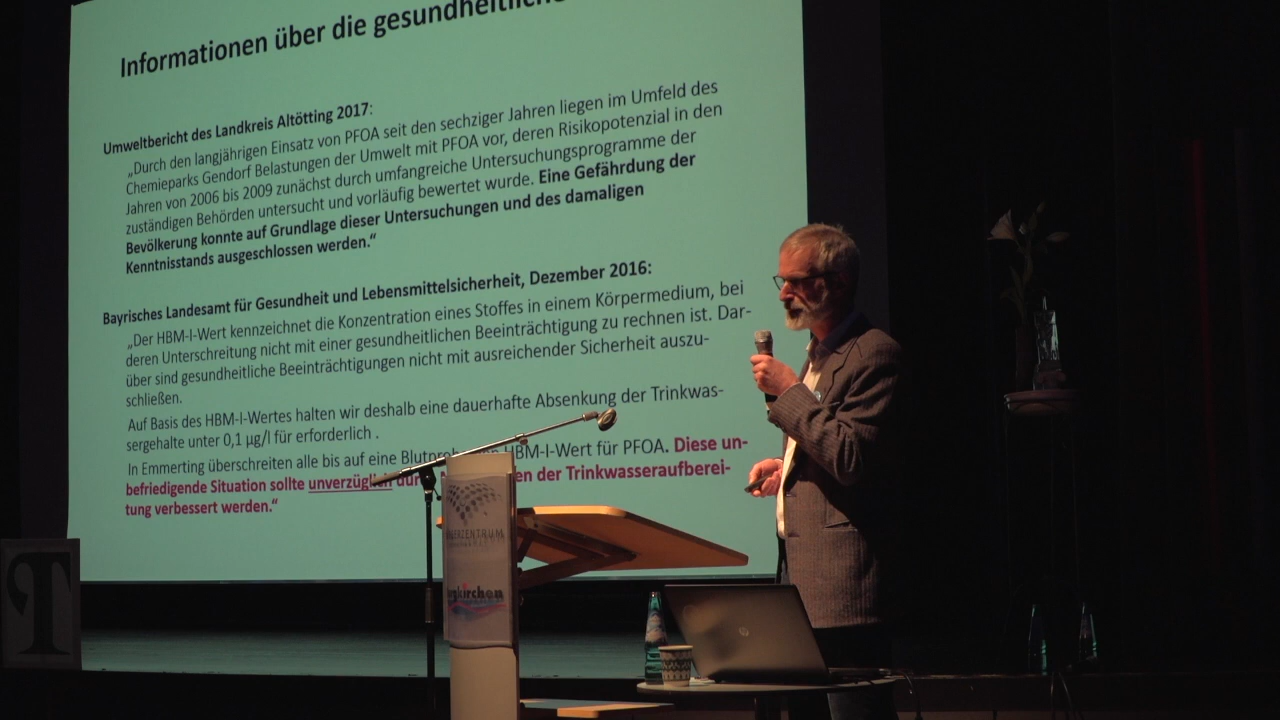 Informationen über die gesundheitliche
Umweltbericht des Landkreis Altötting 2017:
„Durch den langjährigen Einsatz von PFOA seit den sechziger Jahren liegen im Umfeld des
Chemieparks Gendorf Belastungen der Umwelt mit PFOA vor, deren Risikopotenzial in den
Jahren von 2006 bis 2009 zunächst durch umfangreiche Untersuchungsprogramme der
zuständigen Behörden untersucht und vorläufig bewertet wurde. Eine Gefährdung der
Bevölkerung konnte auf Grundlage dieser Untersuchungen und des damaligen
Kenntnisstands ausgeschlossen werden.“
Bayrisches Landesamt für Gesundheit und Lebensmittelsicherheit, Dezember 2016:
„Der HBM-I-Wert kennzeichnet die Konzentration eines Stoffes in einem Körpermedium, bei
deren Unterschreitung nicht mit einer gesundheitlichen Beeinträchtigung zu rechnen ist. Dar-
über sind gesundheitliche Beeinträchtigungen nicht mit ausreichender Sicherheit auszu-
schließen.
Auf Basis des HBM-I-Wertes halten wir deshalb eine dauerhafte Absenkung der Trinkwas-
sergehalte unter 0,1 µg/l für erforderlich .
In Emmerting überschreiten alle bis auf eine HBM-I-Wert für PFOA. Diese un-
befriedigende Situation sollte unverzüglich der Trinkwasseraufberei-
tung verbessert werden.“
T